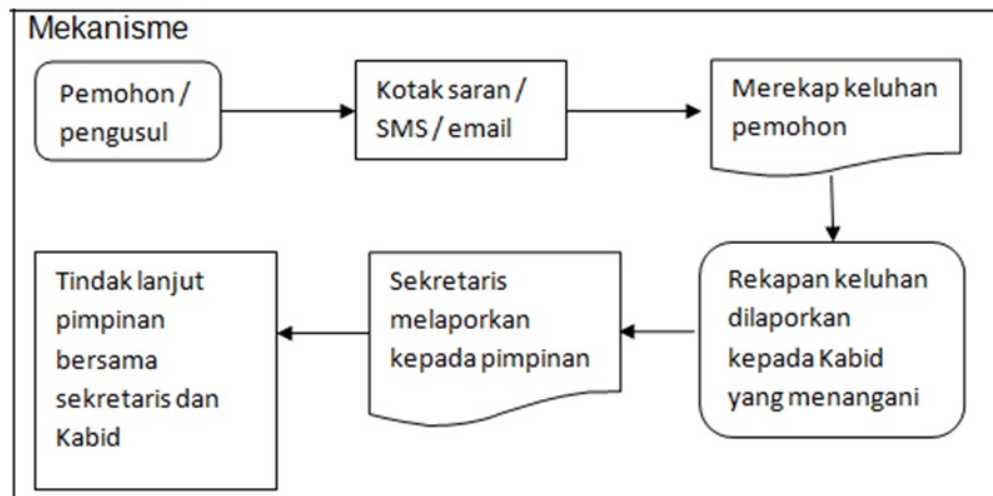 Mekanisme
Pemohon /
pengusul
Kotak saran /
SMS / email
Merekap keluhan
pemohon
Rekapan keluhan
dilaporkan
kepada Kabid
yang menangani
Sekretaris
melaporkan
kepada pimpinan
Tindak lanjut
pimpinan
bersama
sekretaris dan
Kabid